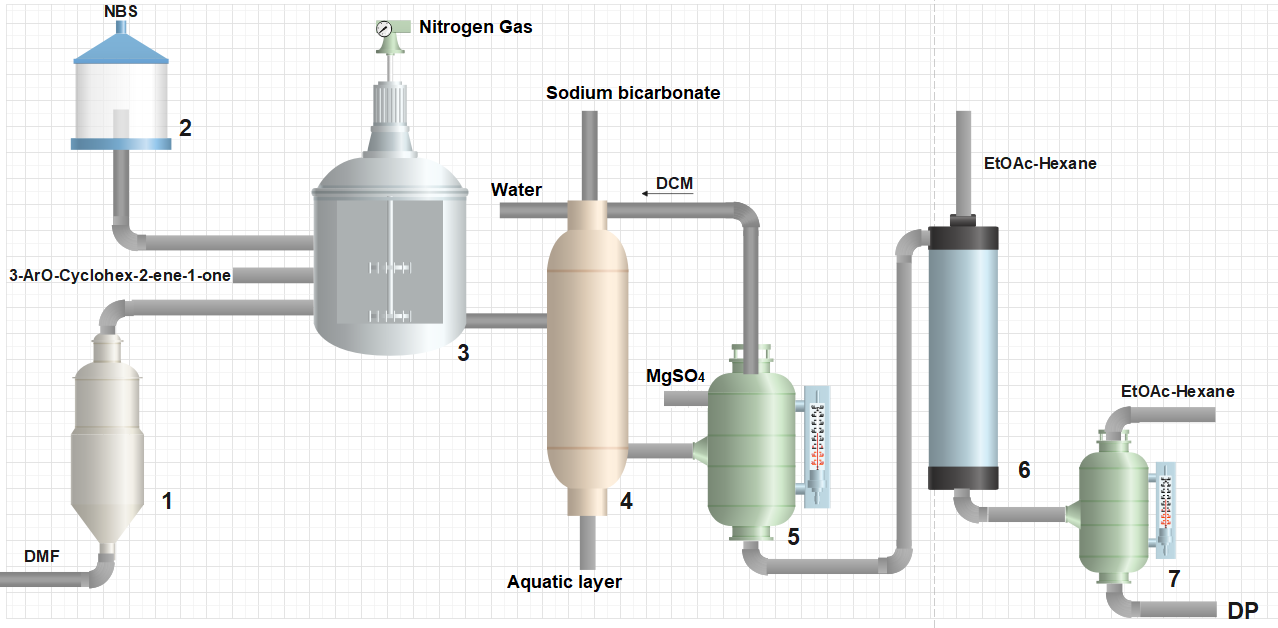 NBS
Nitrogen Gas
2
Sodium bicarbonate
Water
DCM
EtOAc-Hexane
3-ArO-Cyclohex-2-ene-1-one
3
MgSO4
EtOAc-Hexane
1
4
6
5
DMF
Aquatic layer
7
DP